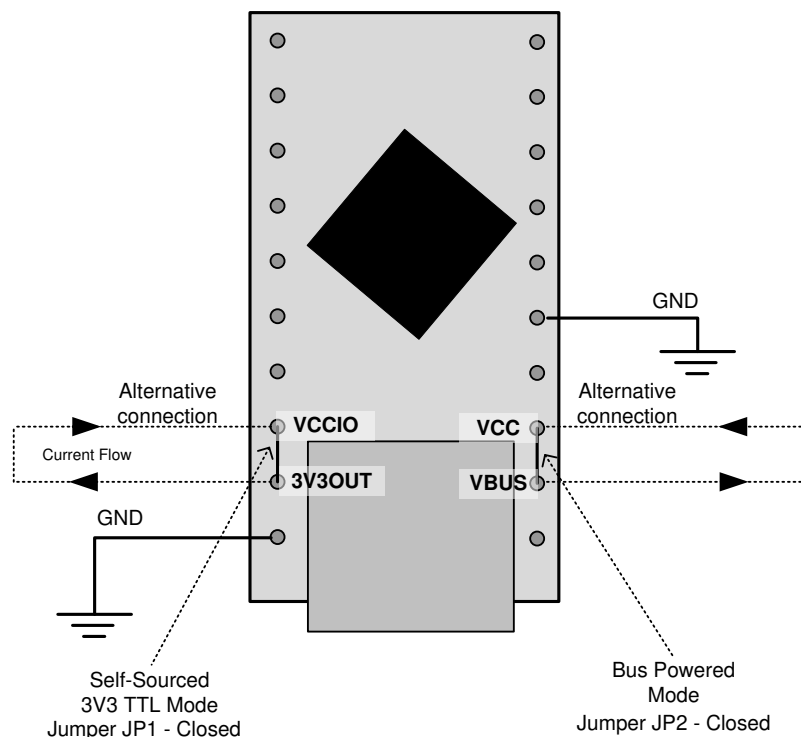 GND
Alternative
connection
Alternative
connection
VCCIO
VCC
Current Flow
3V3OUT
VBUS
GND
Self-Sourced
3V3 TTL Mode
Jumper JP1 - Closed
Bus Powered
Mode
Jumper JP2 - Closed